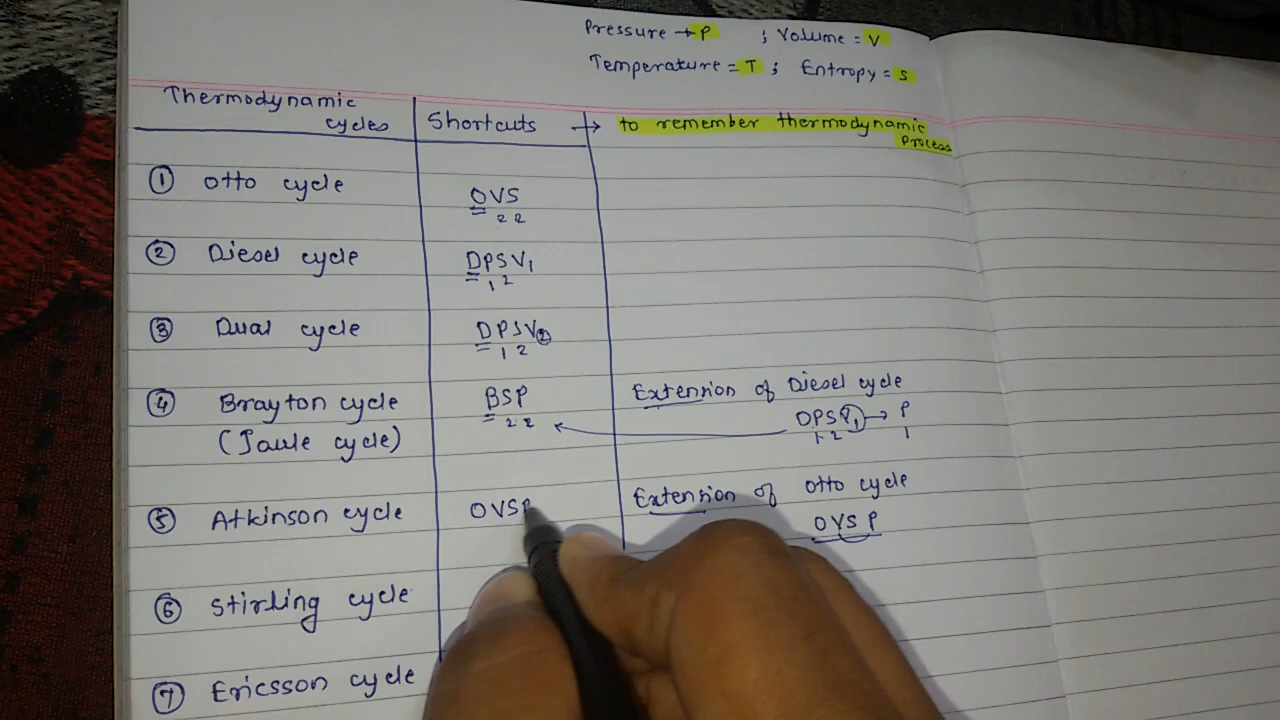 Pressure → P ; Volume = V
Temperature = T ; Entropy = S
Thermodynamic cycles
Shortcuts → to remember thermodynamic process
① Otto cycle OVS
2 2
② Diesel cycle DPSV1
1 2
③ Dual cycle DPSV②
1 2
④ Brayton cycle BSP Extension of Diesel cycle
2 2
(Joule cycle) DPSV1 → P
1 2 1
⑤ Atkinson cycle OVSP Extension of Otto cycle
OVSP
⑥ Stirling cycle
⑦ Ericsson cycle